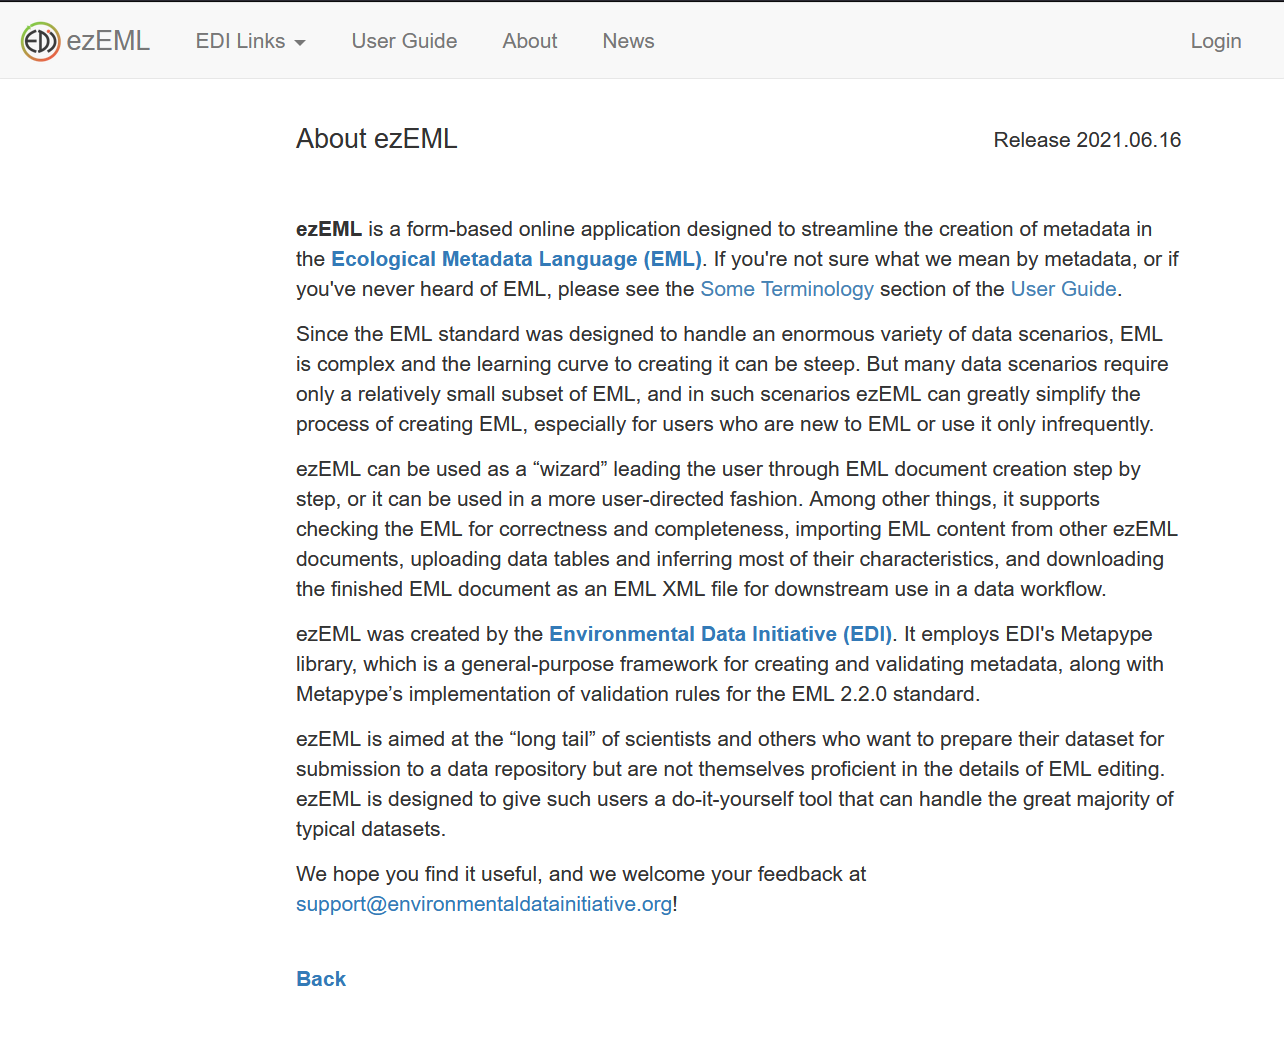 EDI ezEML EDI Links User Guide About News Login
About ezEML Release 2021.06.16
ezEML is a form-based online application designed to streamline the creation of metadata in
the Ecological Metadata Language (EML). If you're not sure what we mean by metadata, or if
you've never heard of EML, please see the Some Terminology section of the User Guide.
Since the EML standard was designed to handle an enormous variety of data scenarios, EML
is complex and the learning curve to creating it can be steep. But many data scenarios require
only a relatively small subset of EML, and in such scenarios ezEML can greatly simplify the
process of creating EML, especially for users who are new to EML or use it only infrequently.
ezEML can be used as a “wizard” leading the user through EML document creation step by
step, or it can be used in a more user-directed fashion. Among other things, it supports
checking the EML for correctness and completeness, importing EML content from other ezEML
documents, uploading data tables and inferring most of their characteristics, and downloading
the finished EML document as an EML XML file for downstream use in a data workflow.
ezEML was created by the Environmental Data Initiative (EDI). It employs EDI's Metapype
library, which is a general-purpose framework for creating and validating metadata, along with
Metapype’s implementation of validation rules for the EML 2.2.0 standard.
ezEML is aimed at the “long tail” of scientists and others who want to prepare their dataset for
submission to a data repository but are not themselves proficient in the details of EML editing.
ezEML is designed to give such users a do-it-yourself tool that can handle the great majority of
typical datasets.
We hope you find it useful, and we welcome your feedback at
support@environmentaldatainitiative.org!
Back